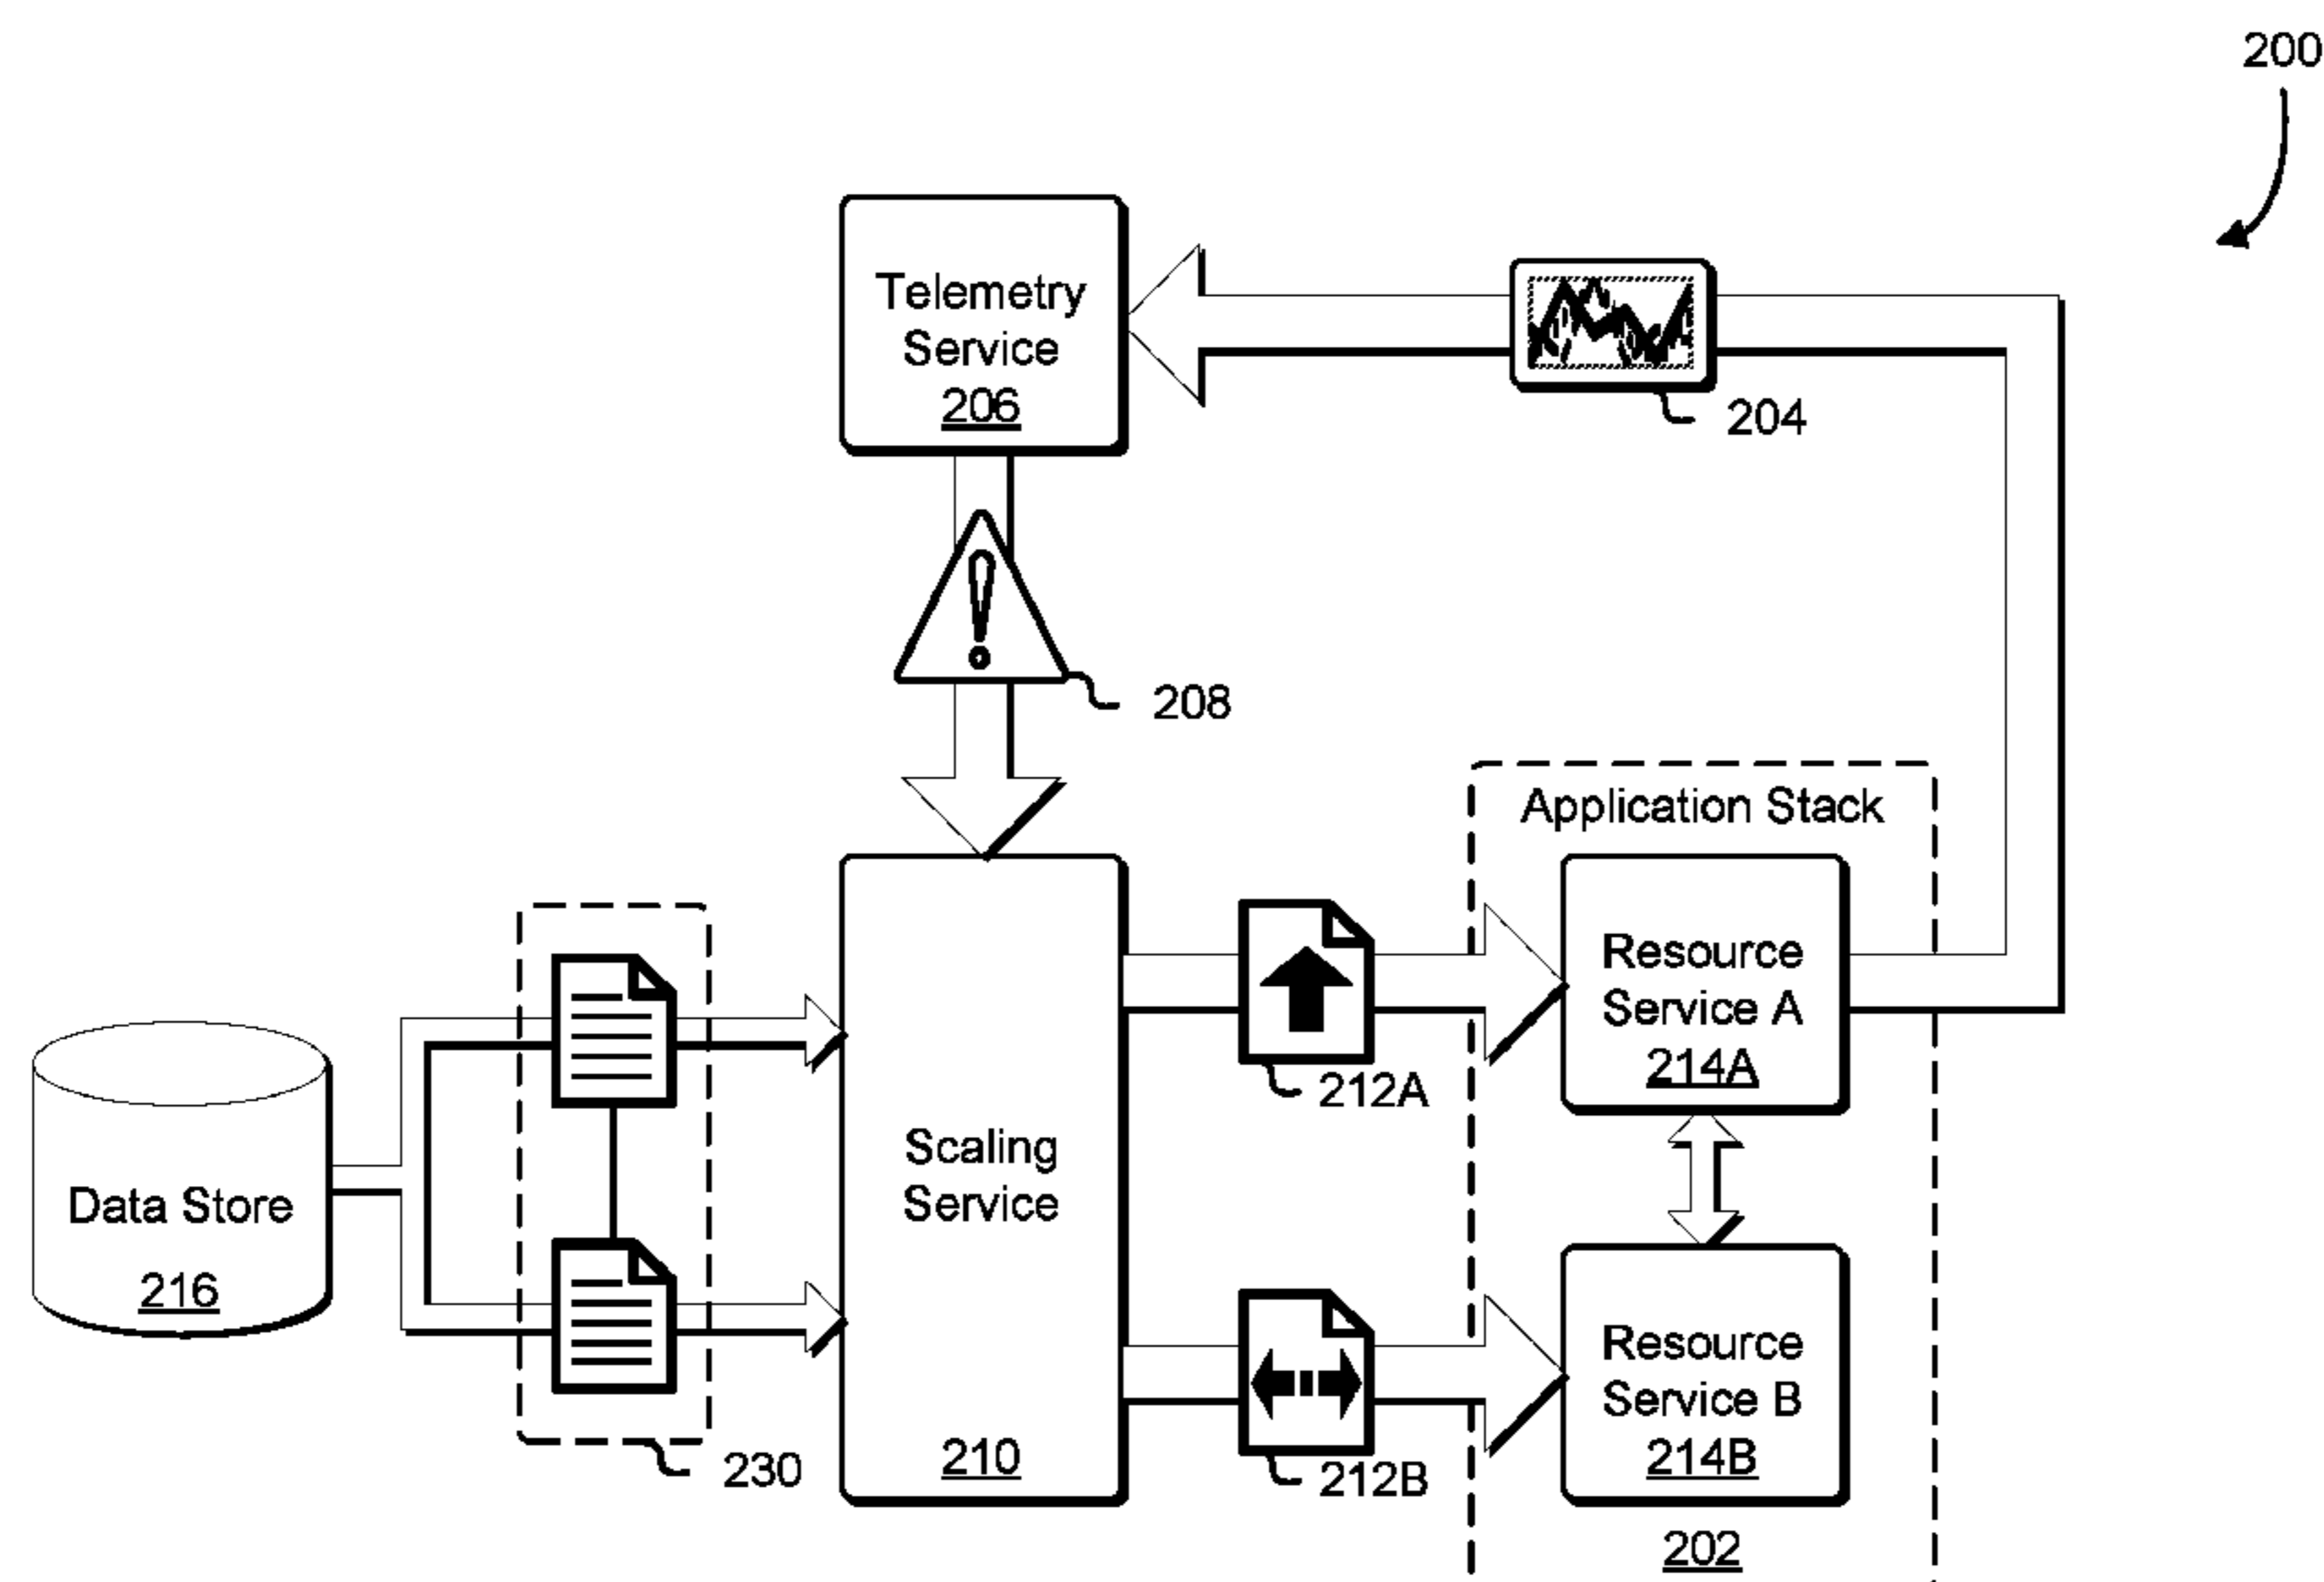 200
Telemetry
Service
206
204
208
Application Stack
Resource
Service A
214A
212A
Scaling
Service
210
Data Store
216
230
Resource
Service B
214B
212B
202